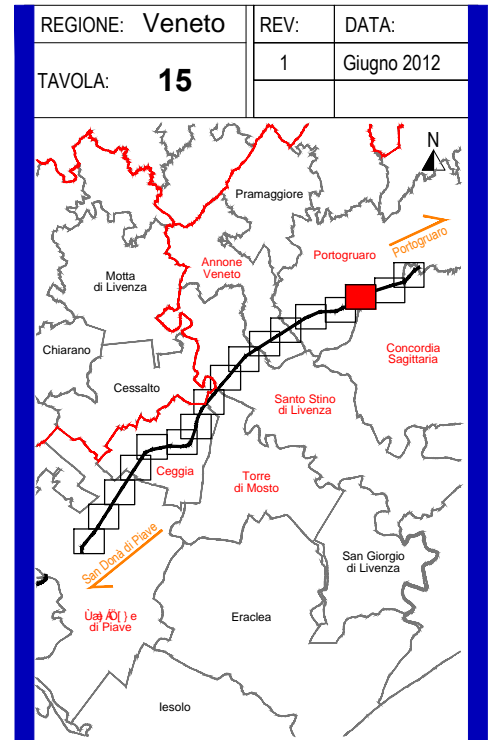 REGIONE: Veneto
REV:
DATA:
TAVOLA: 15
1
Giugno 2012
N
Pramaggiore
Portogruaro
Portogruaro
Annone
Veneto
Motta
di Livenza
Chiarano
Concordia
Sagittaria
Cessalto
Santo Stino
di Livenza
Ceggia
Torre
di Mosto
San Donà di Piave
San Giorgio
di Livenza
di Piave
Eraclea
Iesolo